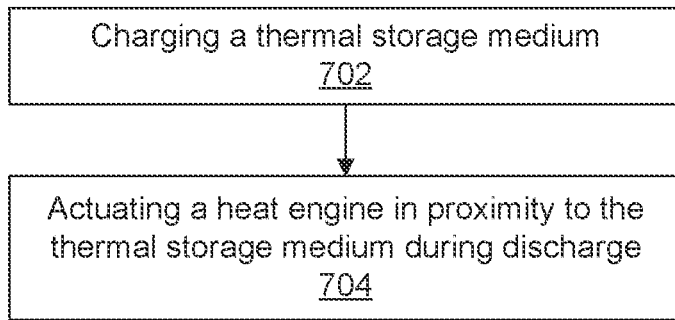 Charging a thermal storage medium
702
Actuating a heat engine in proximity to the
thermal storage medium during discharge
704